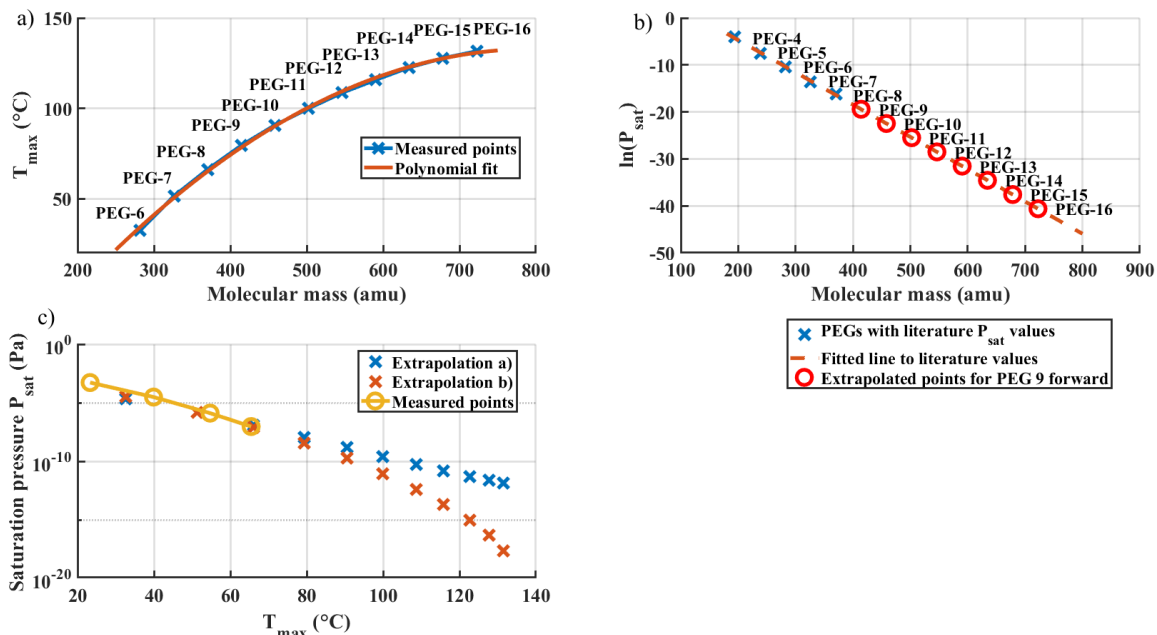 a)
150
100
50
T_max (°C)
PEG-6
PEG-7
PEG-8
PEG-9
PEG-10
PEG-11
PEG-12
PEG-13
PEG-14
PEG-15
PEG-16
Measured points
Polynomial fit
200 300 400 500 600 700 800
Molecular mass (amu)
b)
0
-10
-20
-30
-40
-50
ln(P_sat)
PEG-4
PEG-5
PEG-6
PEG-7
PEG-8
PEG-9
PEG-10
PEG-11
PEG-12
PEG-13
PEG-14
PEG-15
PEG-16
100 200 300 400 500 600 700 800 900
Molecular mass (amu)
PEGs with literature P_sat values
Fitted line to literature values
Extrapolated points for PEG 9 forward
c)
10^0
10^-10
10^-20
Saturation pressure P_sat (Pa)
Extrapolation a)
Extrapolation b)
Measured points
20 40 60 80 100 120 140
T_max (°C)